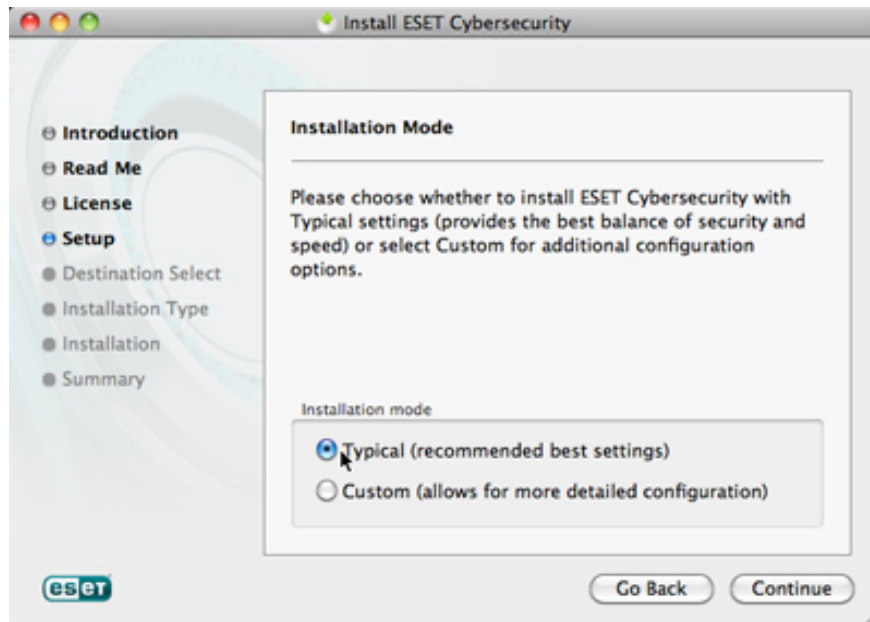 Install ESET Cybersecurity
Introduction
Read Me
License
Setup
Destination Select
Installation Type
Installation
Summary
Installation Mode
Please choose whether to install ESET Cybersecurity with
Typical settings (provides the best balance of security and
speed) or select Custom for additional configuration
options.
Installation mode
Typical (recommended best settings)
Custom (allows for more detailed configuration)
eseT
Go Back
Continue